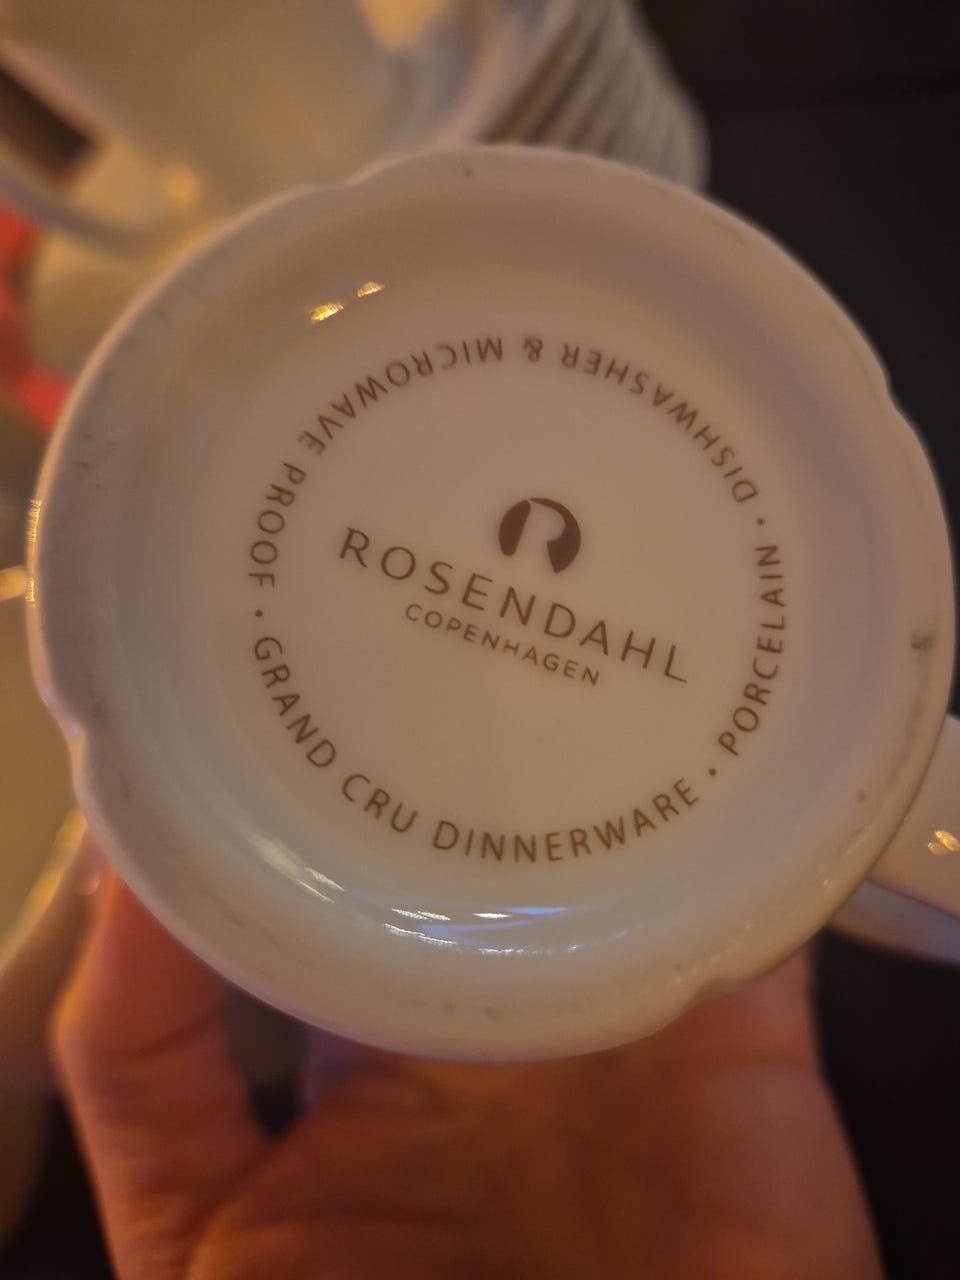 ROSENDAHL
COPENHAGEN
GRAND CRU DINNERWARE • PORCELAIN • DISHWASHER & MICROWAVE PROOF •